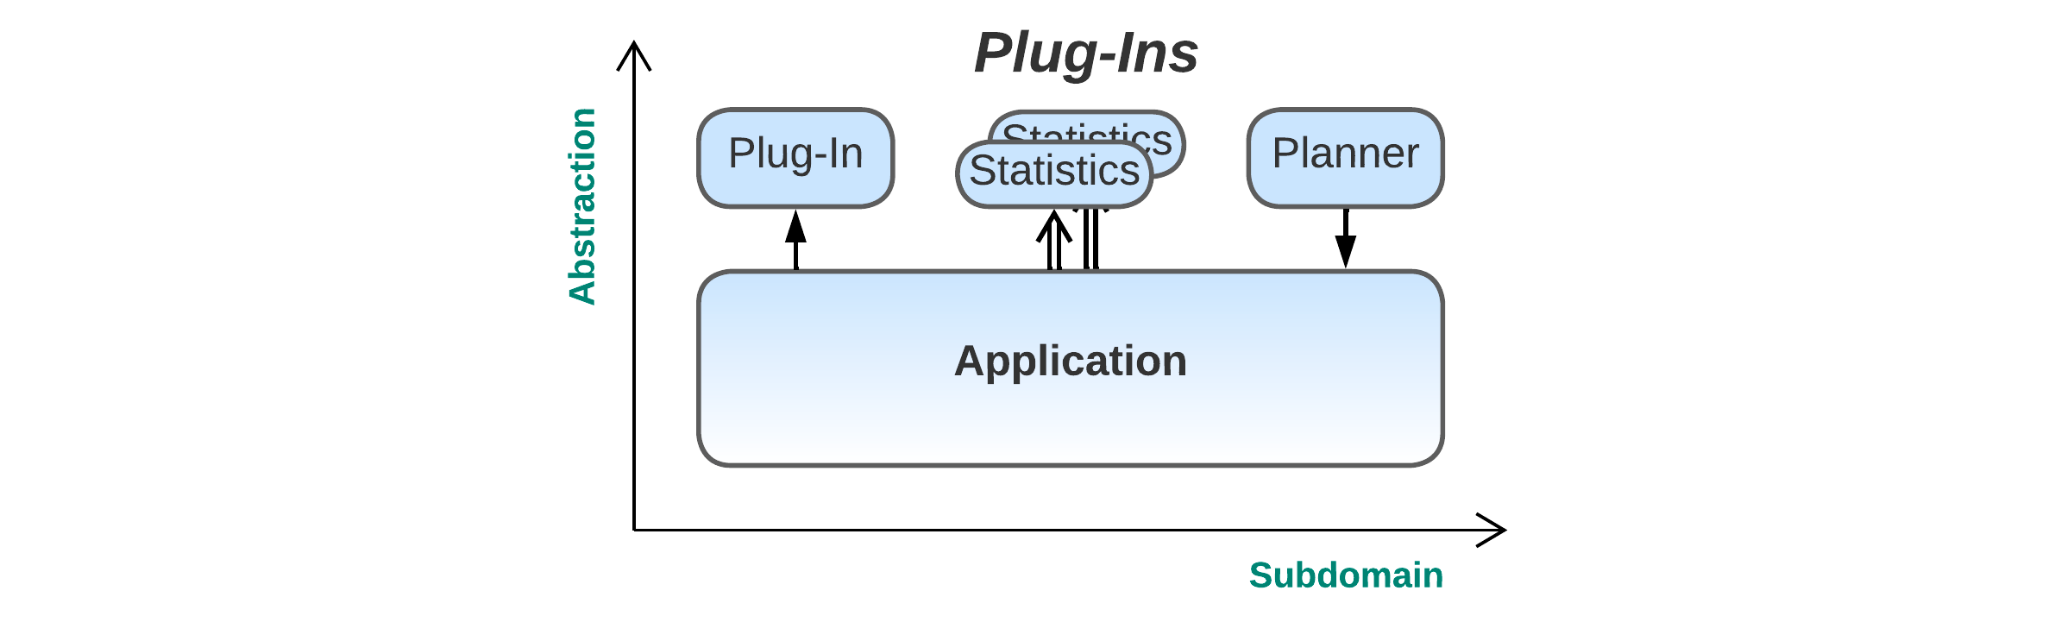 Plug-Ins
Abstraction
Plug-In
Statistics
Statistics
Planner
Application
Subdomain